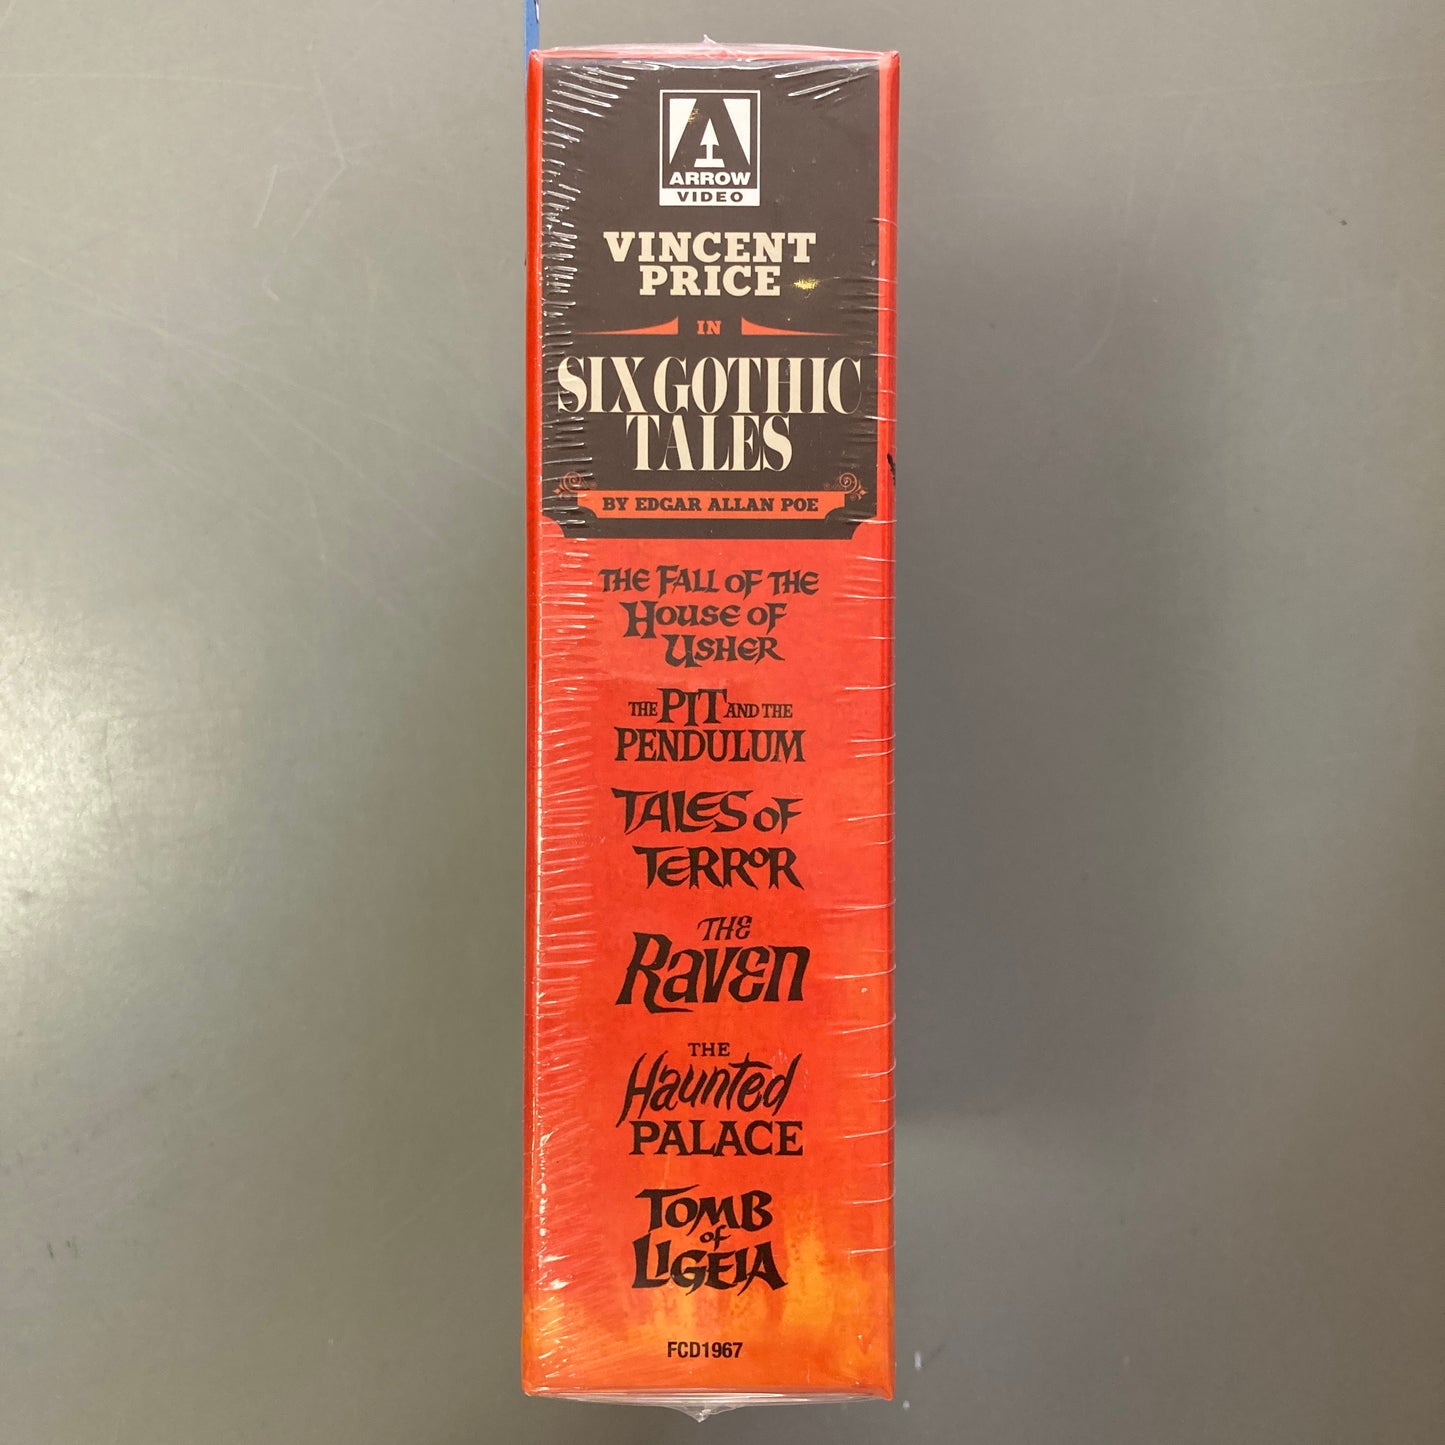 A
ARROW
VIDEO
VINCENT
PRICE
IN
SIX GOTHIC
TALES
BY EDGAR ALLAN POE
THE FALL OF THE
HOUSE OF
USHER
THE PIT AND THE
PENDULUM
TALES OF
TERROR
THE
RAVEN
THE
Haunted
PALACE
TOMB
of
LIGEIA
FCD1967